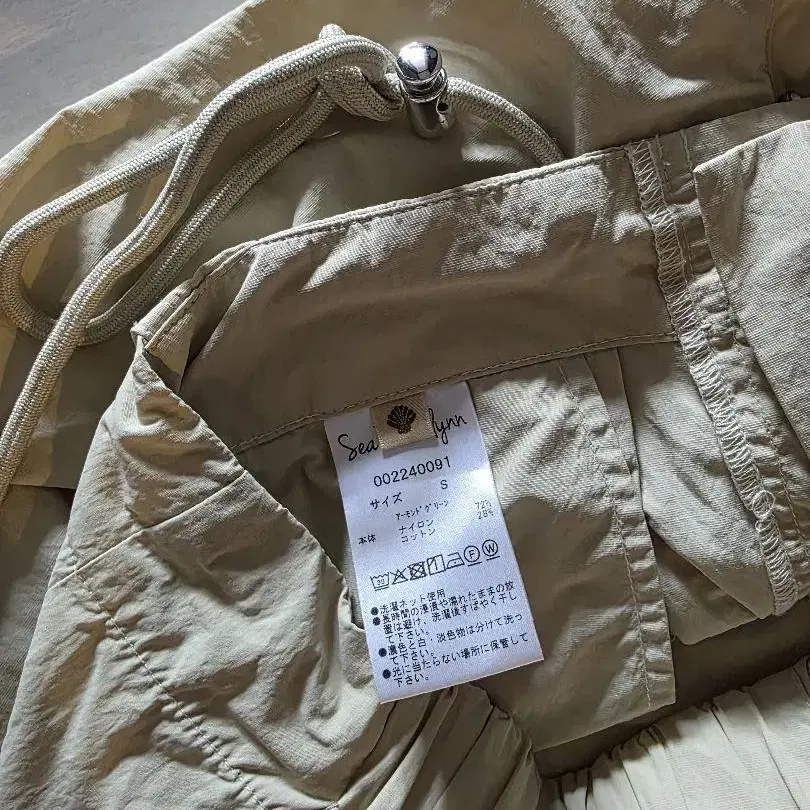 Sea lynn
002240091
サイズ S
アーモンドグリーン
本体 ナイロン 72%
コットン 28%
30 F W
●洗濯ネット使用
●長時間の浸漬や濡れたままの放
置は避け、洗濯後すばやく干し
て下さい。
●濃色と白、淡色物は分けて洗っ
て下さい。
●光に当たらない場所に保管して
下さい。